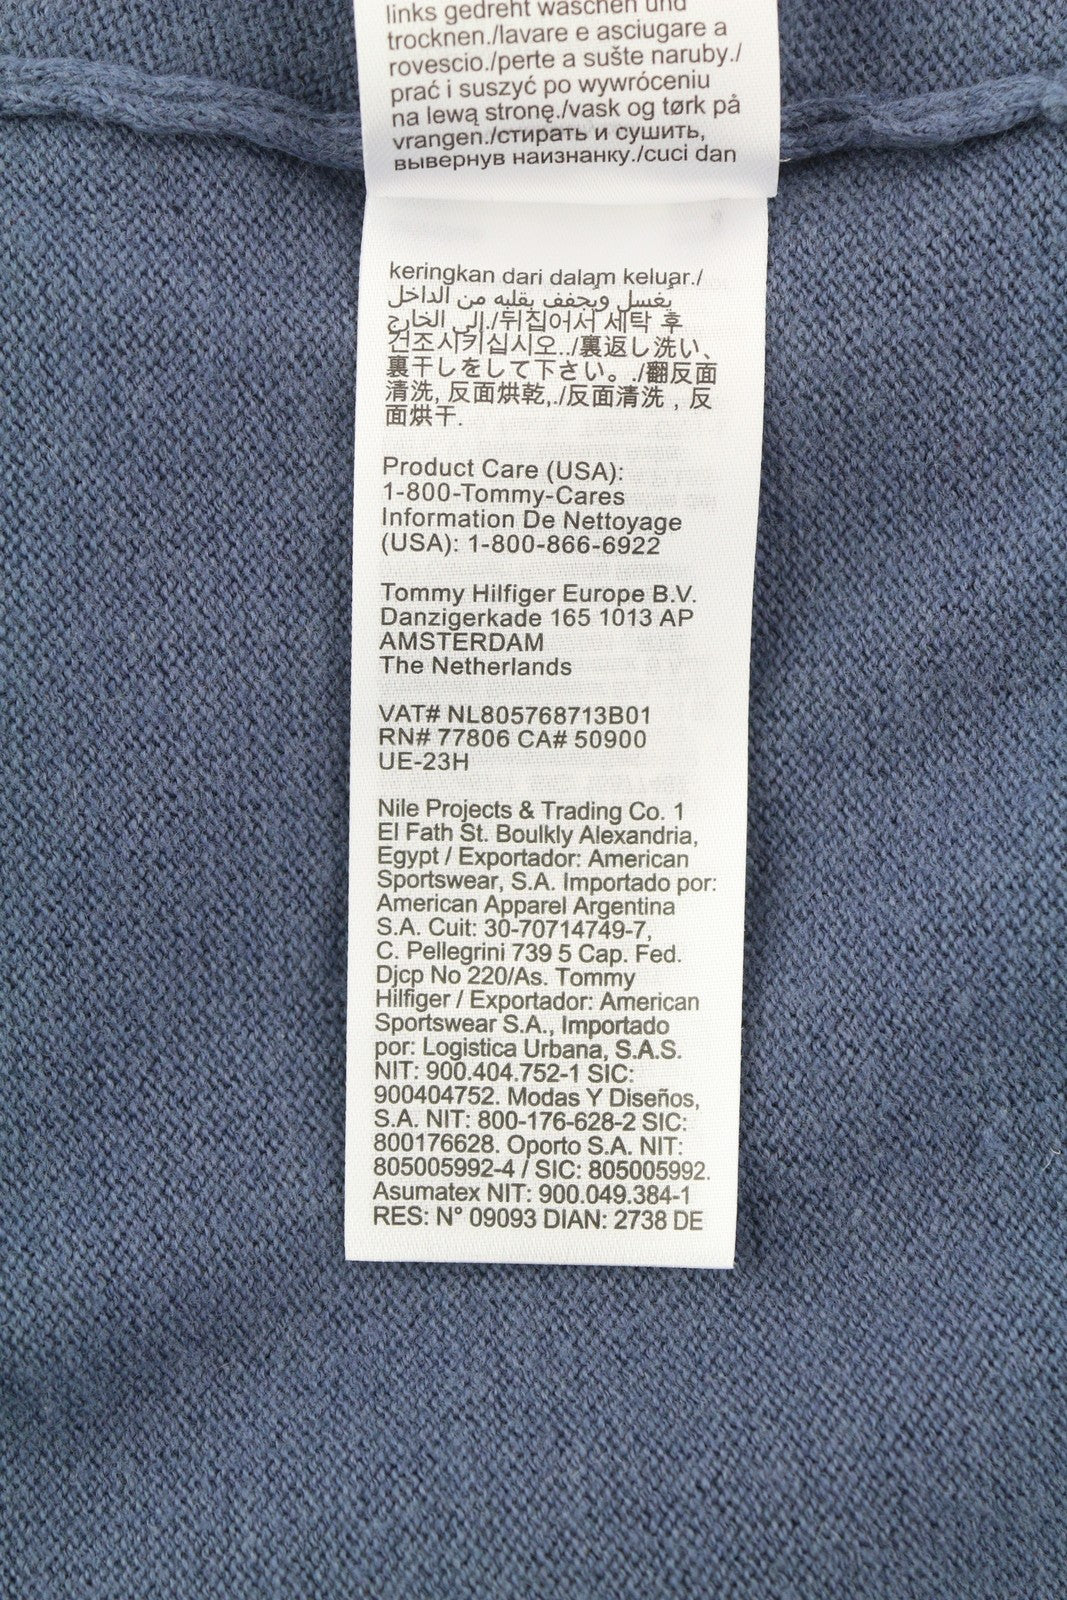 links gedreht waschen und
trocknen./lavare e asciugare a
rovescio./perte a sušte naruby./
prać i suszyć po wywróceniu
na lewą stronę./vask og tørk på
vrangen./стирать и сушить,
вывернув наизнанку./cuci dan
keringkan dari dalam keluar./
يُغسل ويُجفف بقلبه من الداخل
إلى الخارج./뒤집어서 세탁 후
건조시키십시오../裏返し洗い、
裏干しをして下さい。./翻反面
清洗, 反面烘乾,./反面清洗 , 反
面烘干.
Product Care (USA):
1-800-Tommy-Cares
Information De Nettoyage
(USA): 1-800-866-6922
Tommy Hilfiger Europe B.V.
Danzigerkade 165 1013 AP
AMSTERDAM
The Netherlands
VAT# NL805768713B01
RN# 77806 CA# 50900
UE-23H
Nile Projects & Trading Co. 1
El Fath St. Boulkly Alexandria,
Egypt / Exportador: American
Sportswear, S.A. Importado por:
American Apparel Argentina
S.A. Cuit: 30-70714749-7,
C. Pellegrini 739 5 Cap. Fed.
Djcp No 220/As. Tommy
Hilfiger / Exportador: American
Sportswear S.A., Importado
por: Logistica Urbana, S.A.S.
NIT: 900.404.752-1 SIC:
900404752. Modas Y Diseños,
S.A. NIT: 800-176-628-2 SIC:
800176628. Oporto S.A. NIT:
805005992-4 / SIC: 805005992.
Asumatex NIT: 900.049.384-1
RES: N° 09093 DIAN: 2738 DE